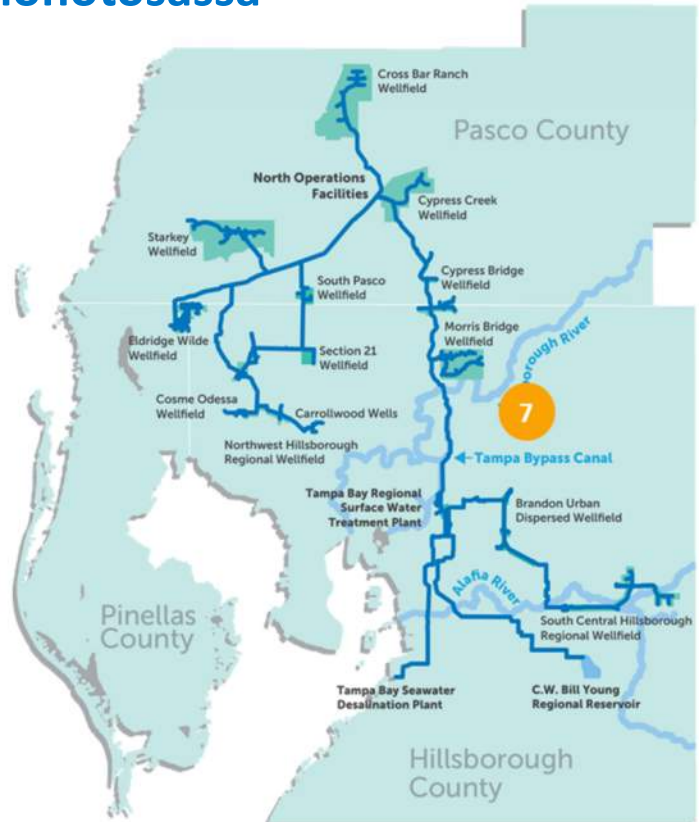 Cross Bar Ranch
Wellfield
Pasco County
North Operations
Facilities
Cypress Creek
Wellfield
Starkey
Wellfield
Cypress Bridge
Wellfield
South Pasco
Wellfield
Morris Bridge
Wellfield
orough River
Eldridge Wilde
Wellfield
Section 21
Wellfield
7
Cosme Odessa
Wellfield
Carrollwood Wells
Northwest Hillsborough
Regional Wellfield
Tampa Bypass Canal
Tampa Bay Regional
Surface Water
Treatment Plant
Brandon Urban
Dispersed Wellfield
Alafia River
Pinellas
County
South Central Hillsborough
Regional Wellfield
Tampa Bay Seawater
Desalination Plant
C.W. Bill Young
Regional Reservoir
Hillsborough
County